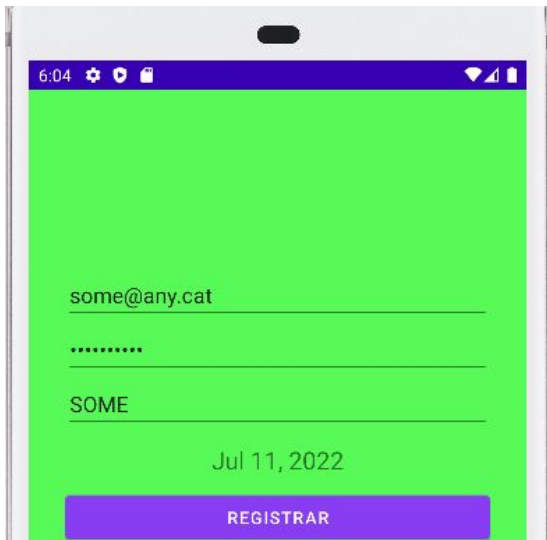 6:04
some@any.cat
••••••••••
SOME
Jul 11, 2022
REGISTRAR